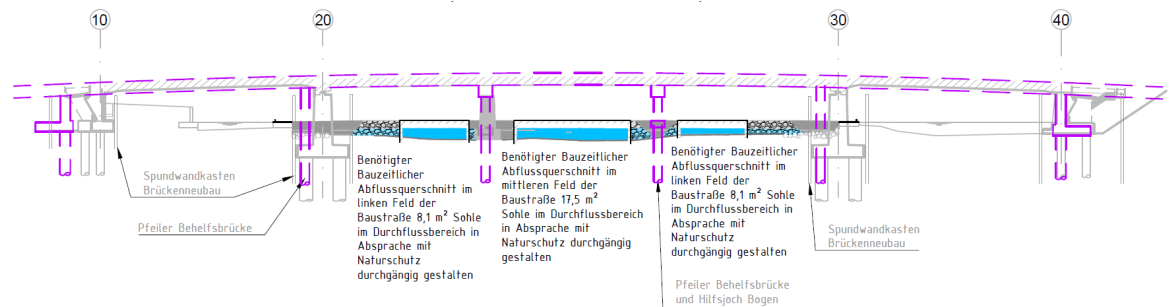 10
20
30
40
Spundwandkasten
Brückenneubau
Pfeiler Behelfsbrücke
Benötigter
Bauzeitlicher
Abflussquerschnitt im
linken Feld der
Baustraße 8,1 m² Sohle
im Durchflussbereich in
Absprache mit
Naturschutz
durchgängig gestalten
Benötigter Bauzeitlicher
Abflussquerschnitt im
mittleren Feld der
Baustraße 17,5 m²
Sohle im Durchflussbereich
in Absprache mit
Naturschutz durchgängig
gestalten
Benötigter Bauzeitlicher
Abflussquerschnitt im
linken Feld der
Baustraße 8,1 m² Sohle
im Durchflussbereich in
Absprache mit
Naturschutz
durchgängig gestalten
Pfeiler Behelfsbrücke
und Hilfsjoch Bogen
Spundwandkasten
Brückenneubau